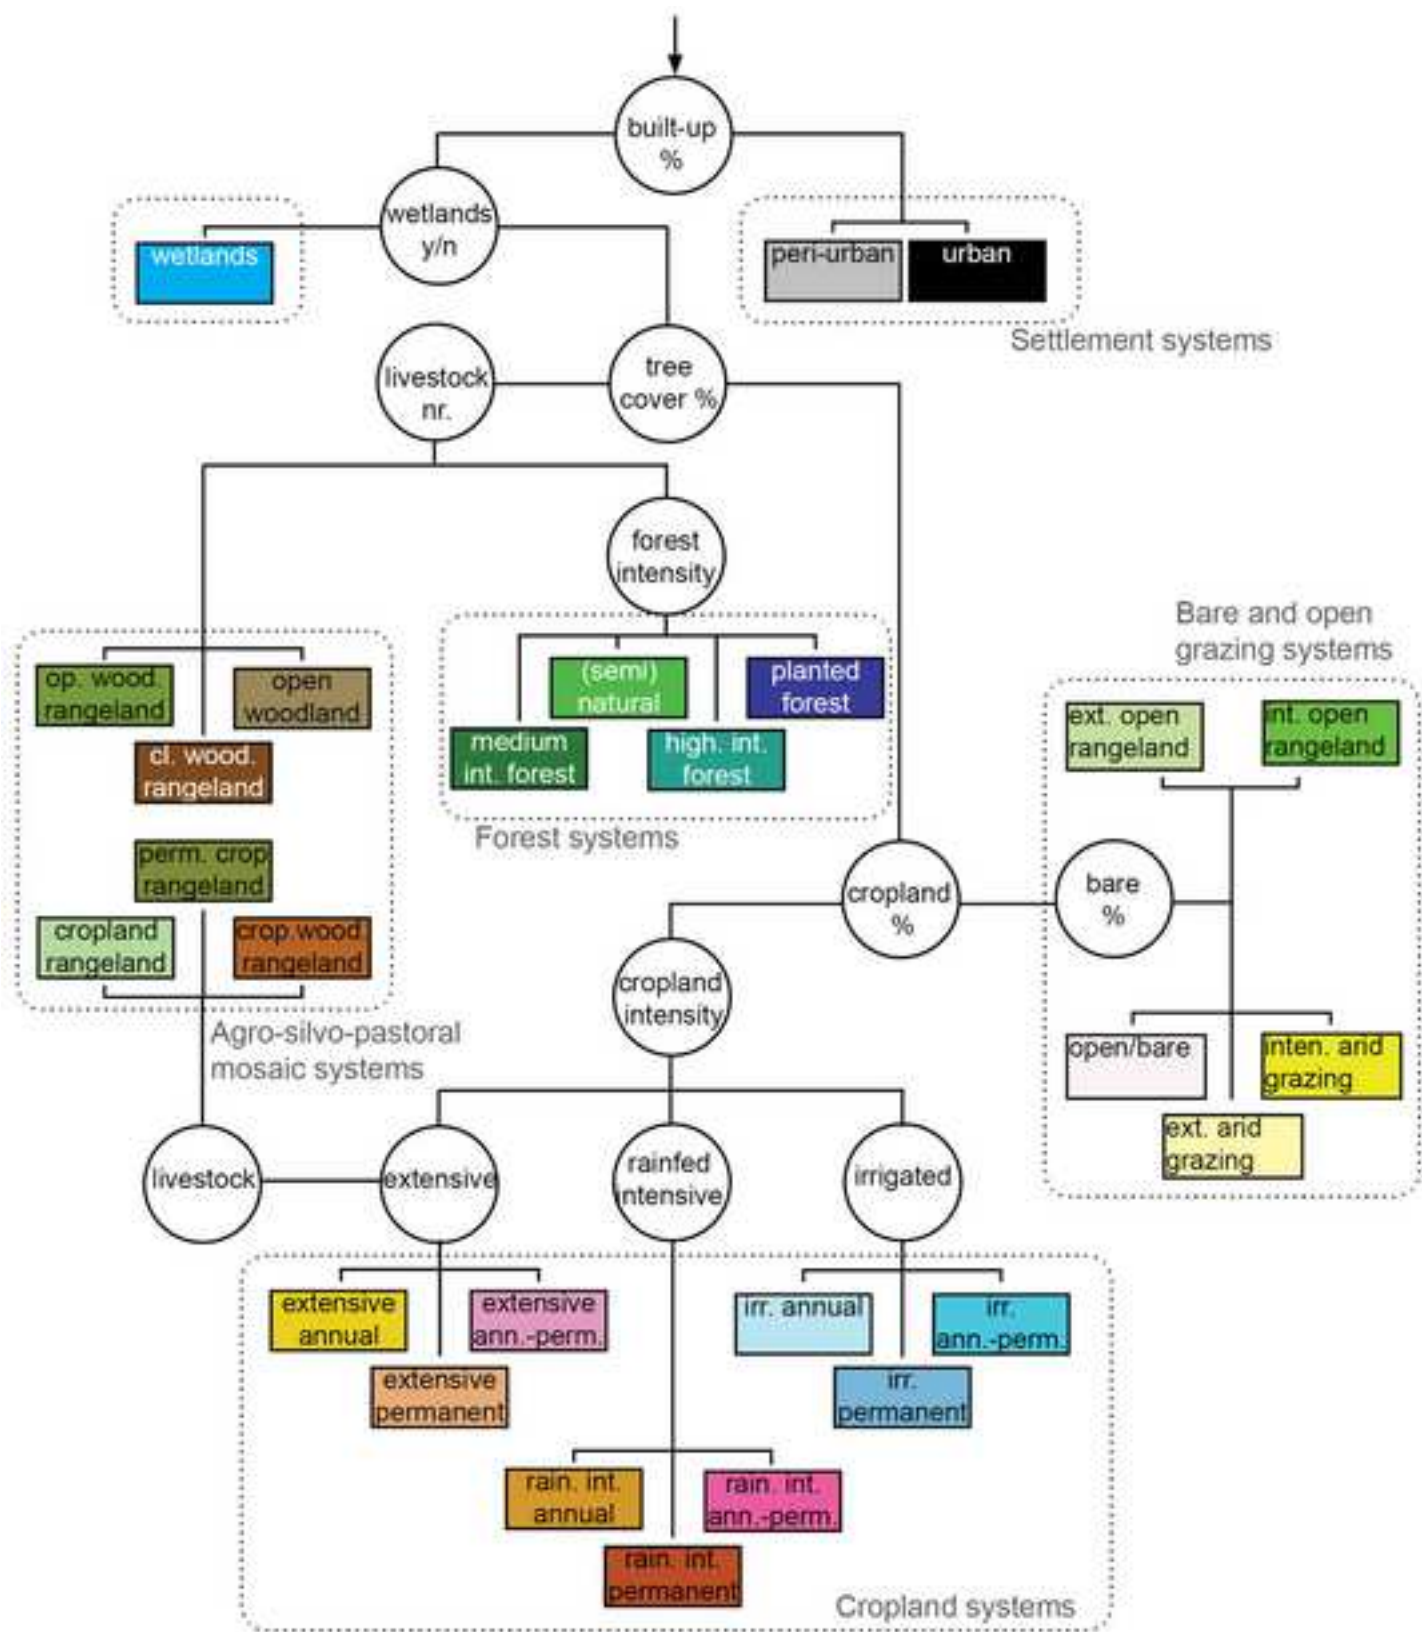 built-up
%
wetlands
y/n
wetlands
peri-urban
urban
Settlement systems
livestock
nr.
tree
cover %
forest
intensity
Bare and open
grazing systems
op. wood.
rangeland
open
woodland
cl. wood.
rangeland
(semi)
natural
planted
forest
medium
int. forest
high. int.
forest
Forest systems
ext. open
rangeland
int. open
rangeland
perm. crop
rangeland
cropland
rangeland
crop.wood.
rangeland
Agro-silvo-pastoral
mosaic systems
cropland
%
bare
%
cropland
intensity
open/bare
inten. arid
grazing
ext. arid
grazing
livestock
extensive
rainfed
intensive
irrigated
extensive
annual
extensive
ann.-perm.
extensive
permanent
irr. annual
irr.
ann.-perm.
irr.
permanent
rain. int.
annual
rain. int.
ann.-perm.
rain. int.
permanent
Cropland systems